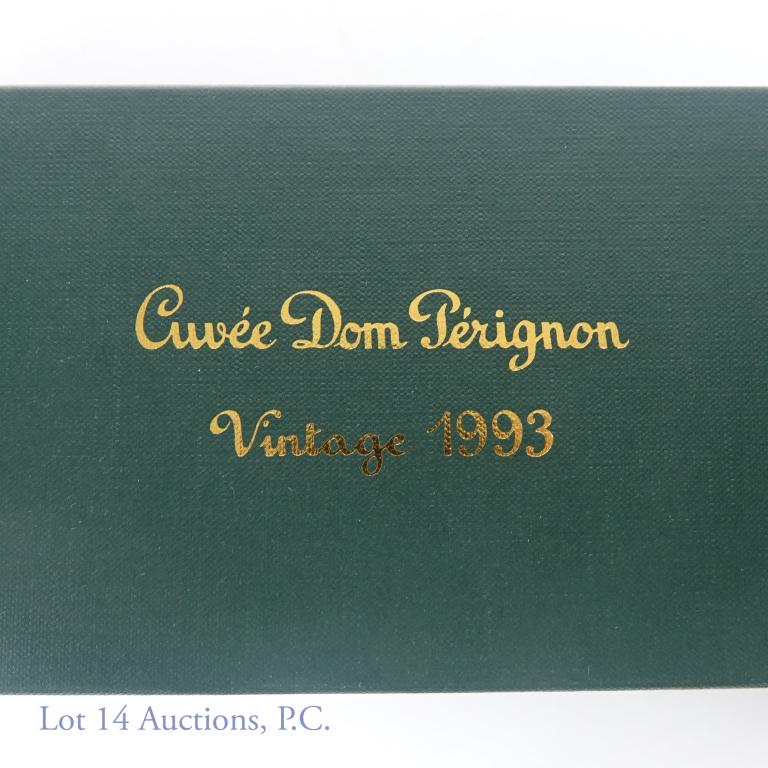 Cuvée Dom Pérignon
Vintage 1993
Lot 14 Auctions, P.C.